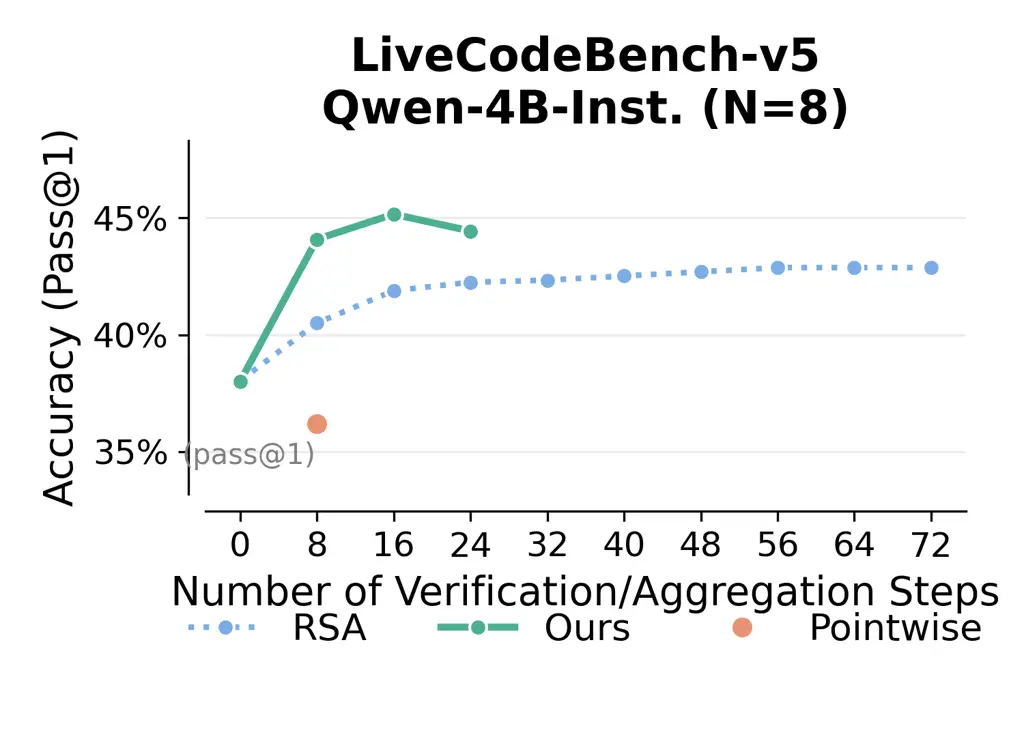 LiveCodeBench-v5
Qwen-4B-Inst. (N=8)
Accuracy (Pass@1)
45%
40%
35%
(pass@1)
0 8 16 24 32 40 48 56 64 72
Number of Verification/Aggregation Steps
RSA Ours Pointwise